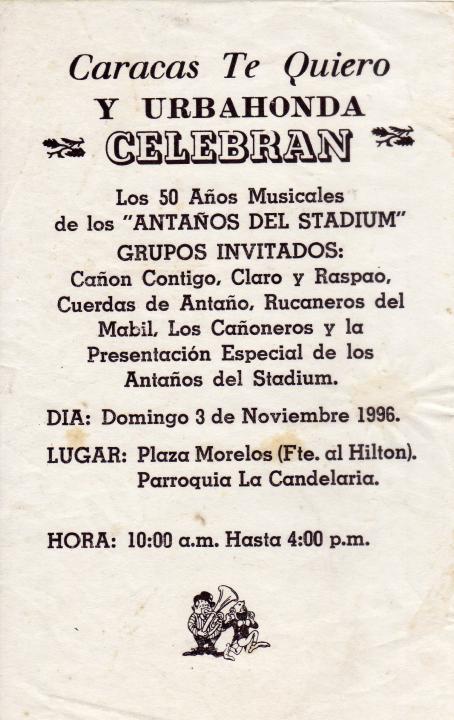 Caracas Te Quiero
Y URBAHONDA
CELEBRAN
Los 50 Años Musicales
de los "ANTAÑOS DEL STADIUM"
GRUPOS INVITADOS:
Cañon Contigo, Claro y Raspao,
Cuerdas de Antaño, Rucaneros del
Mabil, Los Cañoneros y la
Presentación Especial de los
Antaños del Stadium.
DIA: Domingo 3 de Noviembre 1996.
LUGAR: Plaza Morelos (Fte. al Hilton).
Parroquia La Candelaria.
HORA: 10:00 a.m. Hasta 4:00 p.m.